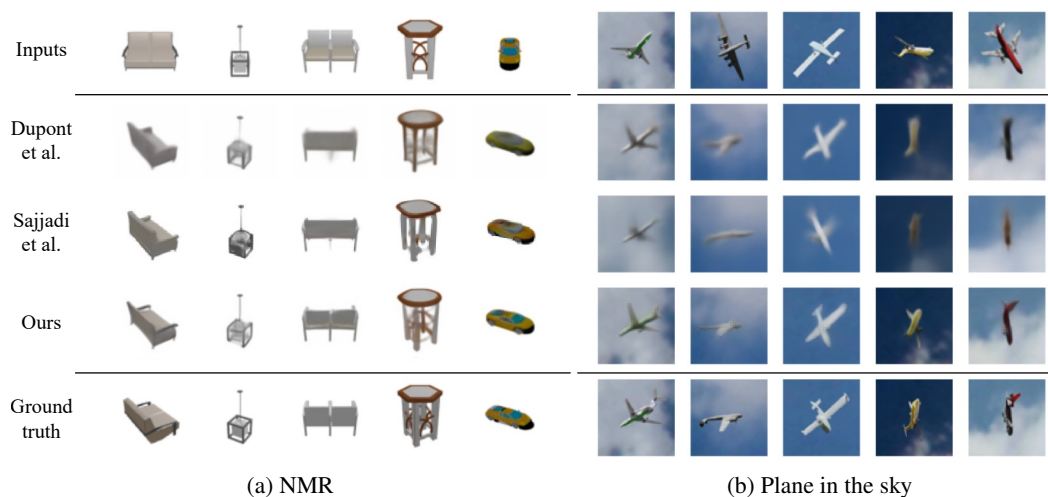 Inputs
Dupont
et al.
Sajjadi
et al.
Ours
Ground
truth
(a) NMR
(b) Plane in the sky